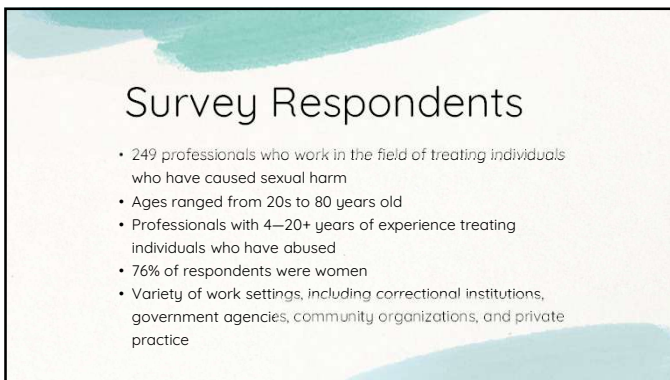 Survey Respondents
• 249 professionals who work in the field of treating individuals
who have caused sexual harm
• Ages ranged from 20s to 80 years old
• Professionals with 4—20+ years of experience treating
individuals who have abused
• 76% of respondents were women
• Variety of work settings, including correctional institutions,
government agencies, community organizations, and private
practice